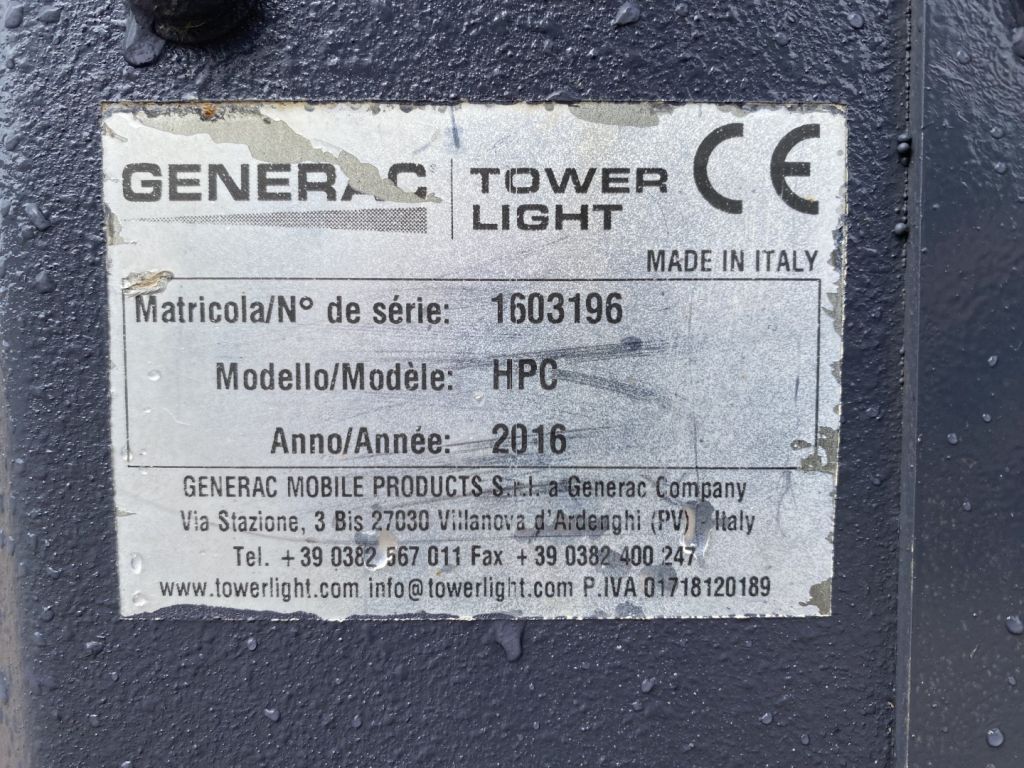 GENERAC
TOWER
LIGHT
CE
MADE IN ITALY
Matricola/N° de série: 1603196
Modello/Modèle: HPC
Anno/Année: 2016
GENERAC MOBILE PRODUCTS S.r.l. a Generac Company
Via Stazione, 3 Bis 27030 Villanova d'Ardenghi (PV) - Italy
Tel. +39 0382 567 011 Fax +39 0382 400 247
www.towerlight.com info@towerlight.com P.IVA 01718120189